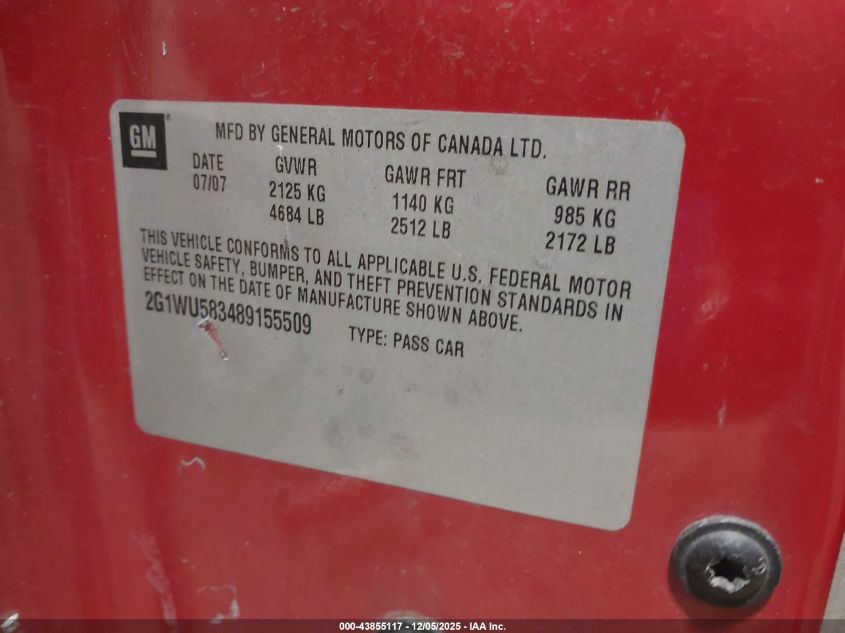 GM
MFD BY GENERAL MOTORS OF CANADA LTD.
DATE GVWR GAWR FRT GAWR RR
07/07 2125 KG 1140 KG 985 KG
4684 LB 2512 LB 2172 LB
THIS VEHICLE CONFORMS TO ALL APPLICABLE U.S. FEDERAL MOTOR
VEHICLE SAFETY, BUMPER, AND THEFT PREVENTION STANDARDS IN
EFFECT ON THE DATE OF MANUFACTURE SHOWN ABOVE.
2G1WU583489155509 TYPE: PASS CAR
000-43855117 - 12/05/2025 - IAA Inc.